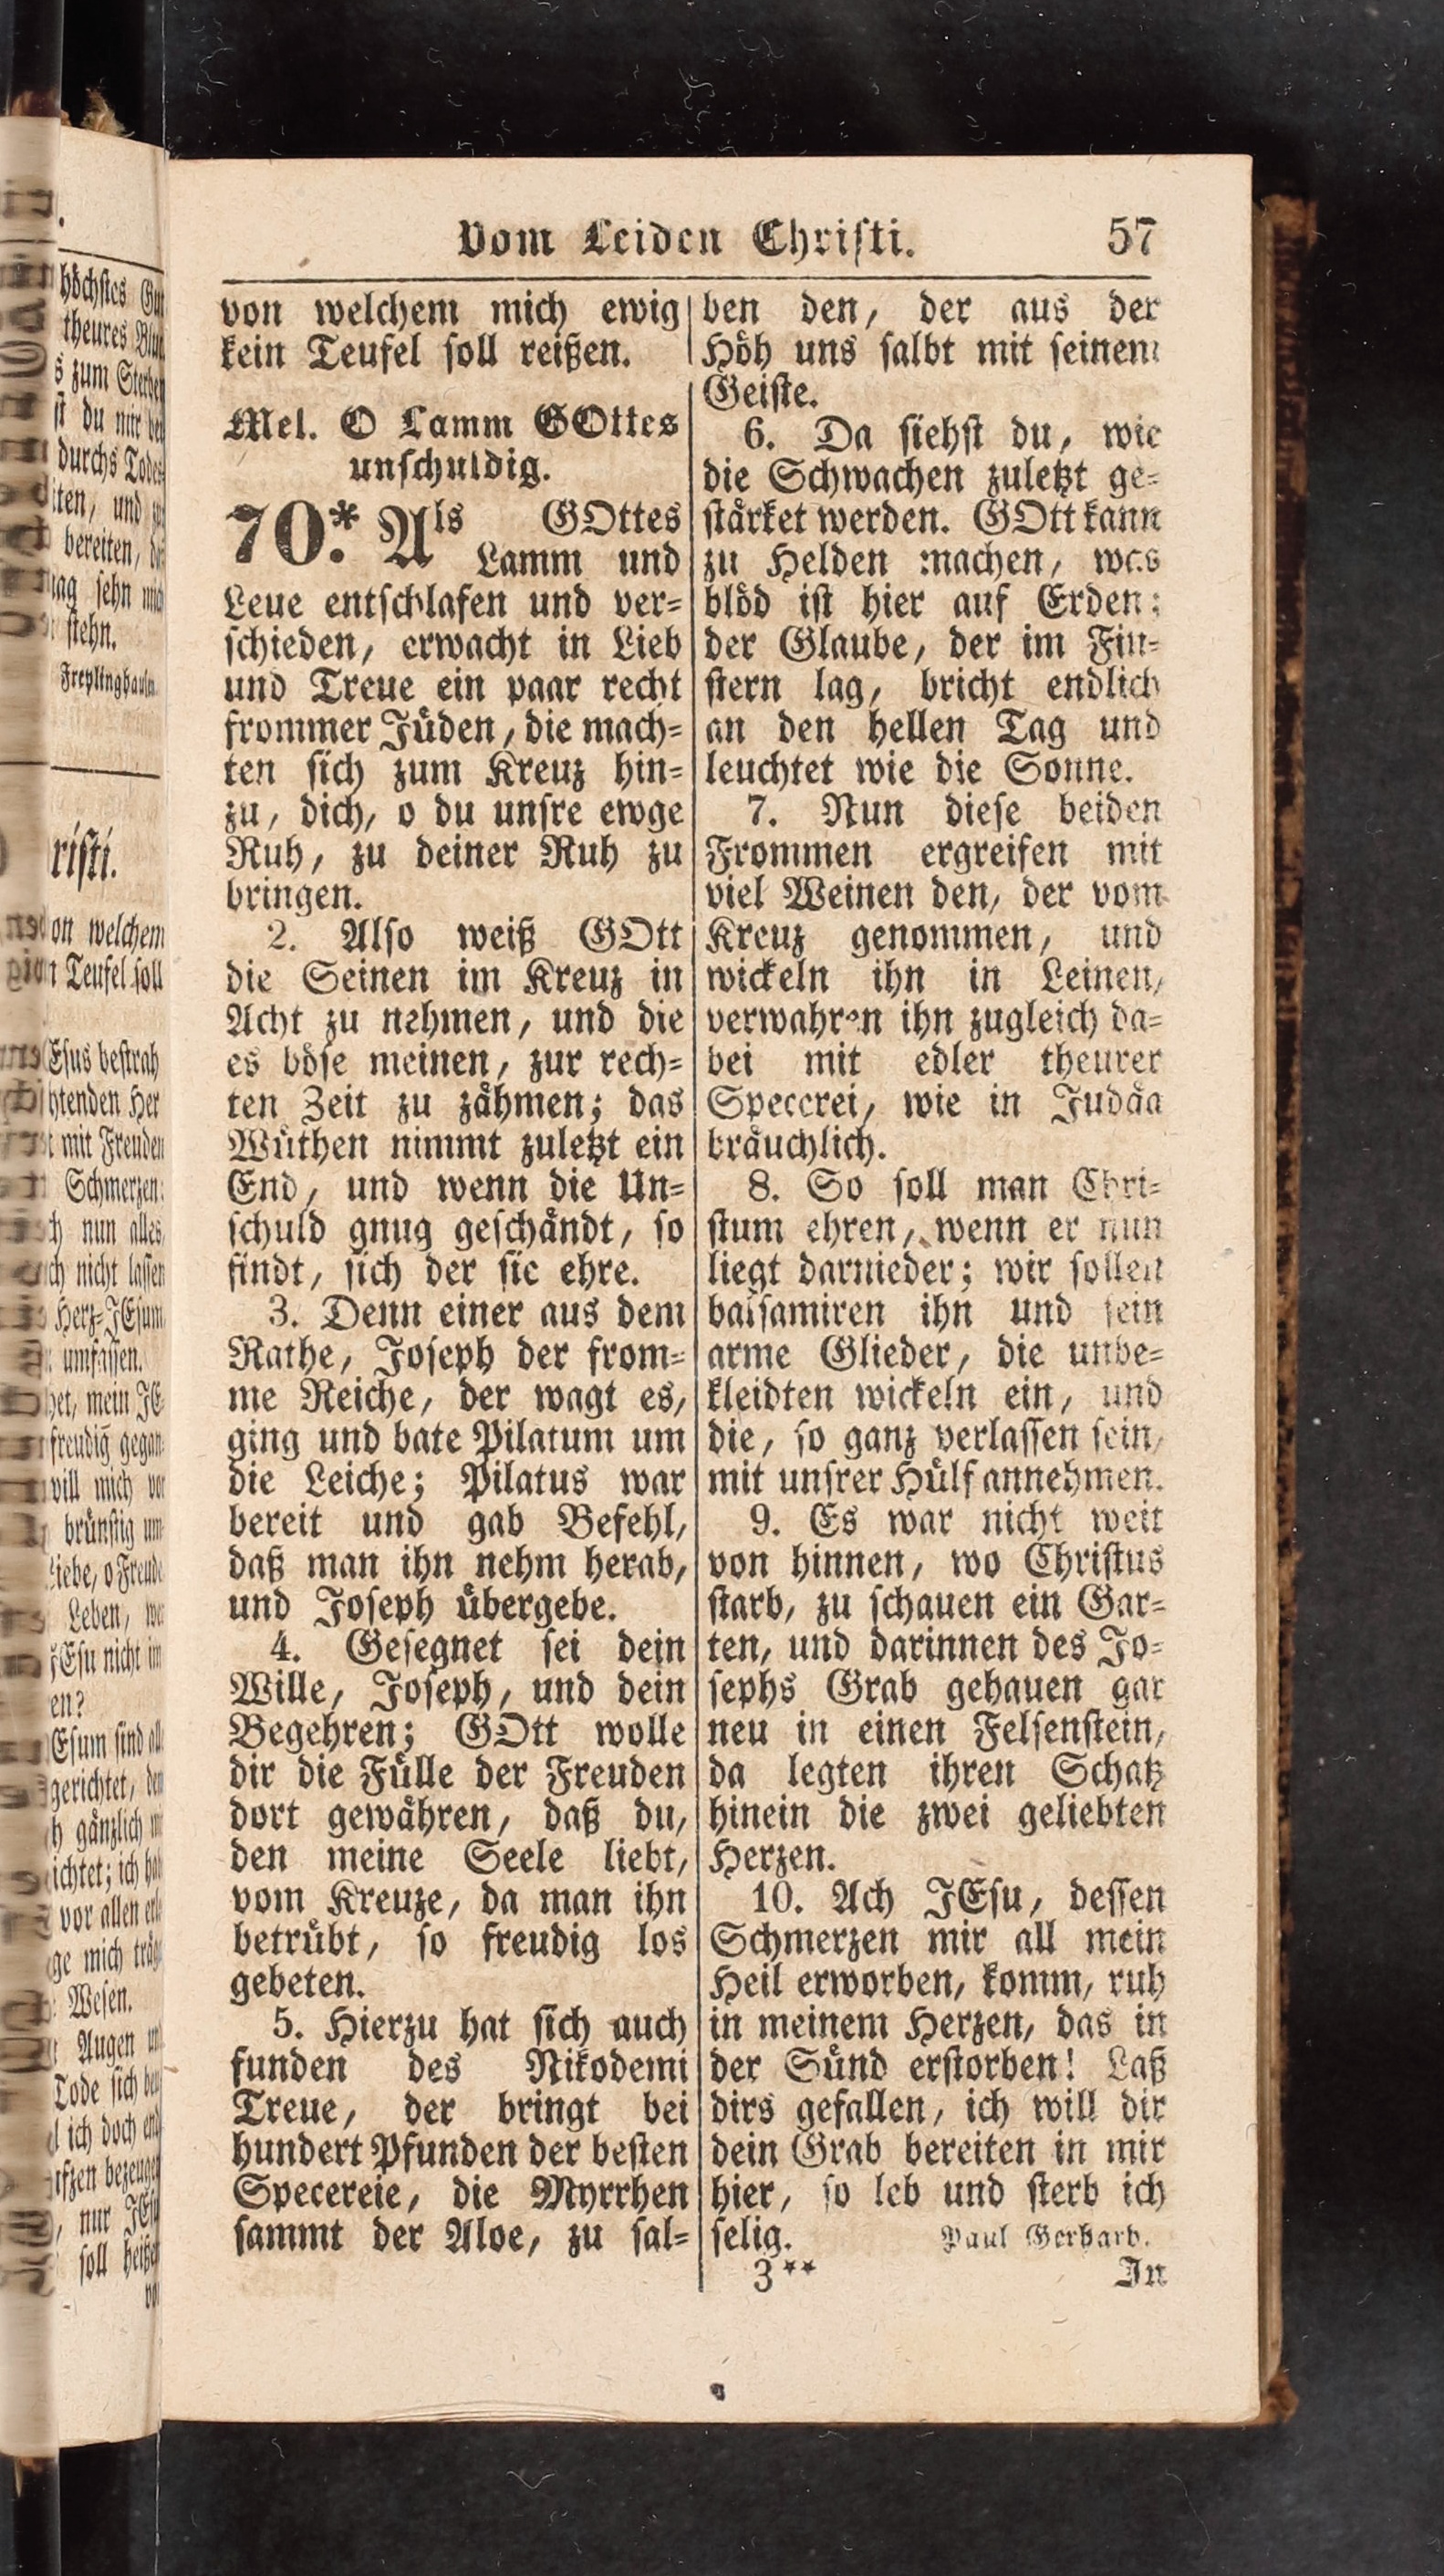 Vom Leiden Christi. 57
von welchem mich ewig
kein Teufel soll reißen.
Mel. O Lamm GOttes
unschuldig.
70.* Als GOttes
Lamm und
Leue entschlafen und ver=
schieden, erwacht in Lieb
und Treue ein paar recht
frommer Jüden, die mach=
ten sich zum Kreuz hin=
zu, dich, o du unsre ewge
Ruh, zu deiner Ruh zu
bringen.
2. Also weiß GOtt
die Seinen im Kreuz in
Acht zu nehmen, und die
es böse meinen, zur rech=
ten Zeit zu zähmen; das
Wüthen nimmt zuletzt ein
End, und wenn die Un=
schuld gnug geschändt, so
findt, sich der sie ehre.
3. Denn einer aus dem
Rathe, Joseph der from=
me Reiche, der wagt es,
ging und bate Pilatum um
die Leiche; Pilatus war
bereit und gab Befehl,
daß man ihn nehm herab,
und Joseph übergebe.
4. Gesegnet sei dein
Wille, Joseph, und dein
Begehren; GOtt wolle
dir die Fülle der Freuden
dort gewähren, daß du,
den meine Seele liebt,
vom Kreuze, da man ihn
betrübt, so freudig los
gebeten.
5. Hierzu hat sich auch
funden des Nikodemi
Treue, der bringt bei
hundert Pfunden der besten
Specereie, die Myrrhen
sammt der Aloe, zu sal=
ben den, der aus der
Höh uns salbt mit seinem
Geiste.
6. Da siehst du, wie
die Schwachen zuletzt ge=
stärket werden. GOtt kann
zu Helden machen, was
blöd ist hier auf Erden;
der Glaube, der im Fin=
stern lag, bricht endlich
an den hellen Tag und
leuchtet wie die Sonne.
7. Nun diese beiden
Frommen ergreifen mit
viel Weinen den, der vom
Kreuz genommen, und
wickeln ihn in Leinen,
verwahren ihn zugleich da=
bei mit edler theurer
Specerei, wie in Judäa
bräuchlich.
8. So soll man Chri=
stum ehren, wenn er nun
liegt darnieder; wir sollen
balsamiren ihn und sein
arme Glieder, die unbe=
kleidten wickeln ein, und
die, so ganz verlassen sein,
mit unsrer Hülf annehmen.
9. Es war nicht weit
von hinnen, wo Christus
starb, zu schauen ein Gar=
ten, und darinnen des Jo=
sephs Grab gehauen gar
neu in einen Felsenstein,
da legten ihren Schatz
hinein die zwei geliebten
Herzen.
10. Ach JEsu, dessen
Schmerzen mir all mein
Heil erworben, komm, ruh
in meinem Herzen, das in
der Sünd erstorben! Laß
dirs gefallen, ich will dir
dein Grab bereiten in mir
hier, so leb und sterb ich
selig. Paul Gerhard.
3** In